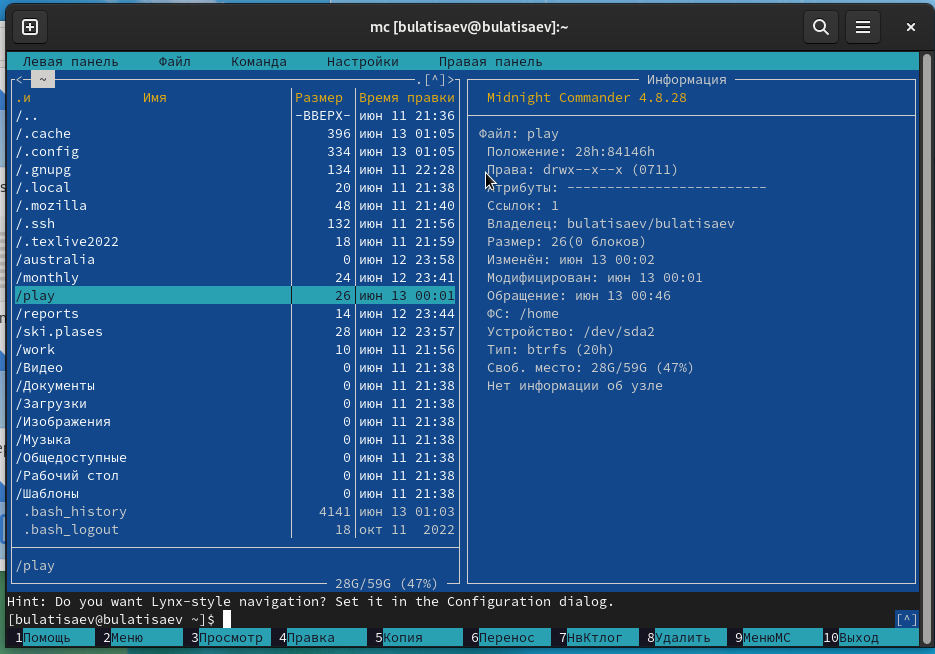 mc [bulatisaev@bulatisaev]:~
Левая панель Файл Команда Настройки Правая панель
<- ~ .[^]>
.и Имя Размер Время правки
/.. -ВВЕРХ- июн 11 21:36
/.cache 396 июн 13 01:05
/.config 334 июн 13 01:05
/.gnupg 134 июн 11 22:28
/.local 20 июн 11 21:38
/.mozilla 48 июн 11 21:40
/.ssh 132 июн 11 21:56
/.texlive2022 18 июн 11 21:59
/australia 0 июн 12 23:58
/monthly 24 июн 12 23:41
/play 26 июн 13 00:01
/reports 14 июн 12 23:44
/ski.plases 28 июн 12 23:57
/work 10 июн 11 21:56
/Видео 0 июн 11 21:38
/Документы 0 июн 11 21:38
/Загрузки 0 июн 11 21:38
/Изображения 0 июн 11 21:38
/Музыка 0 июн 11 21:38
/Общедоступные 0 июн 11 21:38
/Рабочий стол 0 июн 11 21:38
/Шаблоны 0 июн 11 21:38
.bash_history 4141 июн 13 01:03
.bash_logout 18 окт 11 2022
/play
28G/59G (47%)
Информация
Midnight Commander 4.8.28
Файл: play
Положение: 28h:84146h
Права: drwx--x--x (0711)
Атрибуты: -------------------------
Ссылок: 1
Владелец: bulatisaev/bulatisaev
Размер: 26(0 блоков)
Изменён: июн 13 00:02
Модифицирован: июн 13 00:01
Обращение: июн 13 00:46
ФС: /home
Устройство: /dev/sda2
Тип: btrfs (20h)
Своб. место: 28G/59G (47%)
Нет информации об узле
Hint: Do you want Lynx-style navigation? Set it in the Configuration dialog.
[bulatisaev@bulatisaev ~]$ [^]
1Помощь 2Меню 3Просмотр 4Правка 5Копия 6Перенос 7НвКтлог 8Удалить 9МенюМС 10Выход